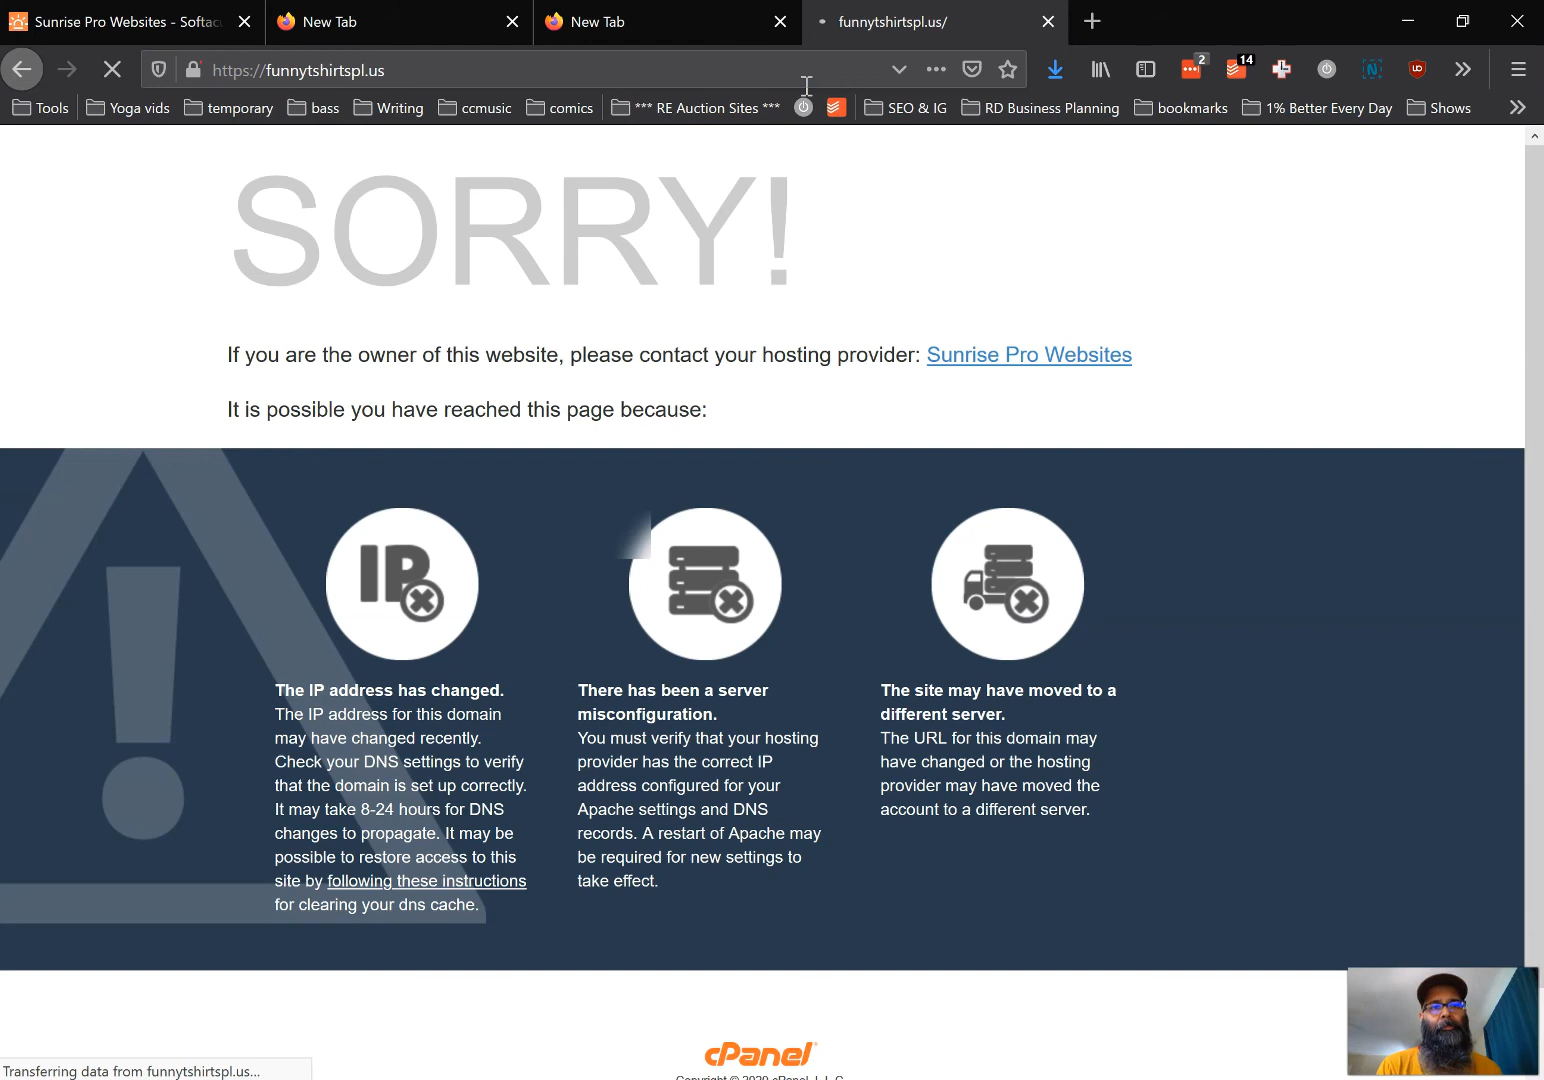 Sunrise Pro Websites - Softac
New Tab
New Tab
funnytshirtspl.us/
https://funnytshirtspl.us
2
14
Tools
Yoga vids
temporary
bass
Writing
ccmusic
comics
*** RE Auction Sites ***
SEO & IG
RD Business Planning
bookmarks
1% Better Every Day
Shows
SORRY!
If you are the owner of this website, please contact your hosting provider: Sunrise Pro Websites
It is possible you have reached this page because:
IP
The IP address has changed.
The IP address for this domain
may have changed recently.
Check your DNS settings to verify
that the domain is set up correctly.
It may take 8-24 hours for DNS
changes to propagate. It may be
possible to restore access to this
site by following these instructions
for clearing your dns cache.
There has been a server
misconfiguration.
You must verify that your hosting
provider has the correct IP
address configured for your
Apache settings and DNS
records. A restart of Apache may
be required for new settings to
take effect.
The site may have moved to a
different server.
The URL for this domain may
have changed or the hosting
provider may have moved the
account to a different server.
cPanel
Copyright © 2020 cPanel, L.L.C.
Transferring data from funnytshirtspl.us...